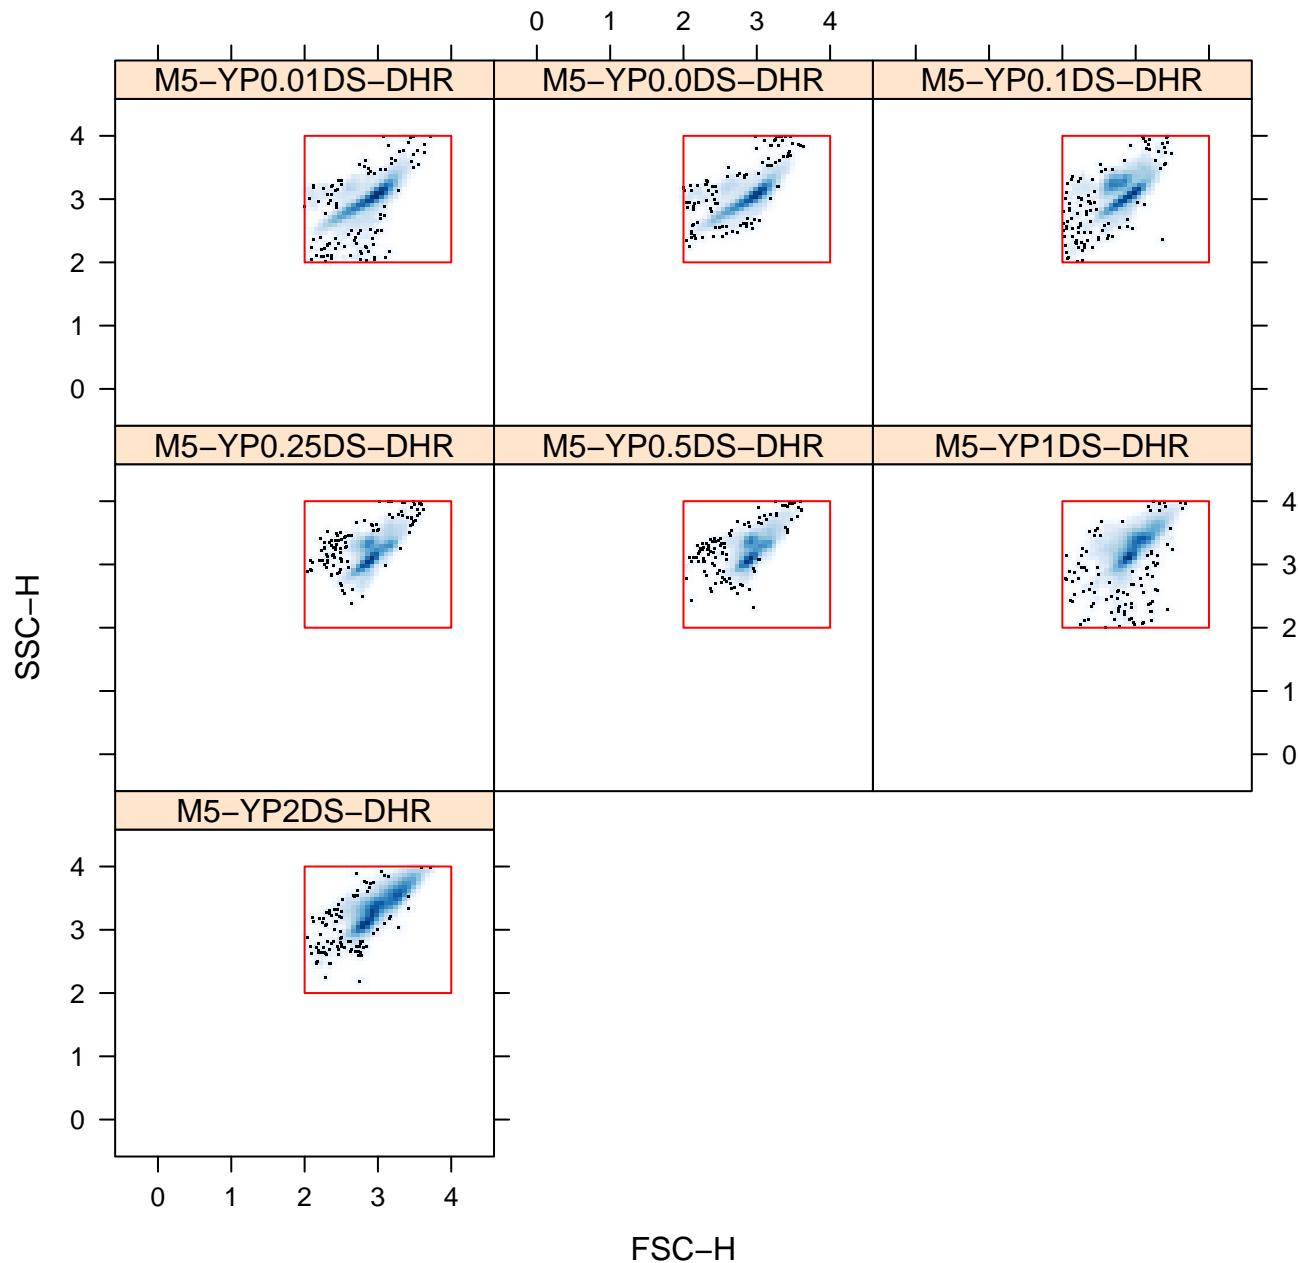 0 1 2 3 4
M5−YP0.01DS−DHR M5−YP0.0DS−DHR M5−YP0.1DS−DHR
4
3
2
1
0
M5−YP0.25DS−DHR M5−YP0.5DS−DHR M5−YP1DS−DHR
4
3
2
1
0
SSC−H
M5−YP2DS−DHR
4
3
2
1
0
0 1 2 3 4
FSC−H